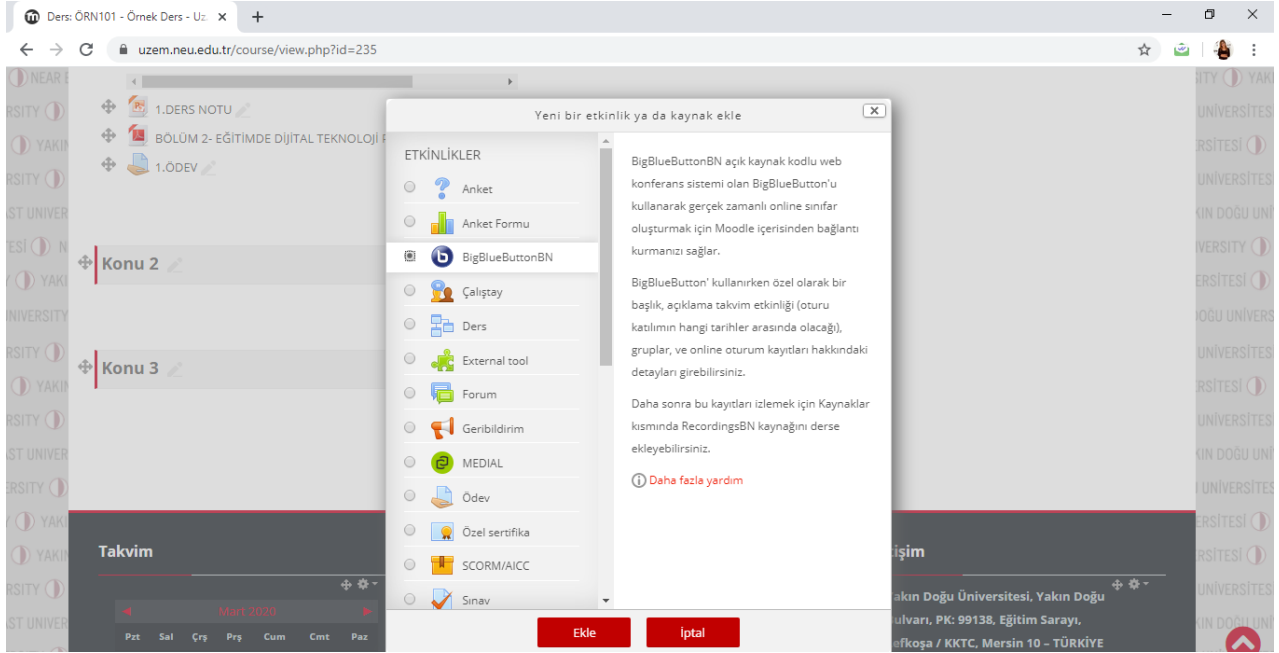 Ders: ÖRN101 - Örnek Ders - Uz
uzem.neu.edu.tr/course/view.php?id=235
1.DERS NOTU
BÖLÜM 2- EĞİTİMDE DİJİTAL TEKNOLOJİ
1.ÖDEV
Konu 2
Konu 3
Yeni bir etkinlik ya da kaynak ekle
ETKİNLİKLER
Anket
Anket Formu
BigBlueButtonBN
Çalıştay
Ders
External tool
Forum
Geribildirim
MEDIAL
Ödev
Özel sertifika
SCORM/AICC
Sınav
BigBlueButtonBN açık kaynak kodlu web
konferans sistemi olan BigBlueButton'u
kullanarak gerçek zamanlı online sınıfar
oluşturmak için Moodle içerisinden bağlantı
kurmanızı sağlar.
BigBlueButton' kullanırken özel olarak bir
başlık, açıklama takvim etkinliği (oturu
katılımın hangi tarihler arasında olacağı),
gruplar, ve online oturum kayıtları hakkındaki
detayları girebilirsiniz.
Daha sonra bu kayıtları izlemek için Kaynaklar
kısmında RecordingsBN kaynağını derse
ekleyebilirsiniz.
Daha fazla yardım
Ekle
İptal
Takvim
Mart 2020
Pzt Sal Çrş Prş Cum Cmt Paz
Doğu Üniversitesi, Yakın Doğu
PK: 99138, Eğitim Sarayı,
/ KKTC, Mersin 10 – TÜRKİYE